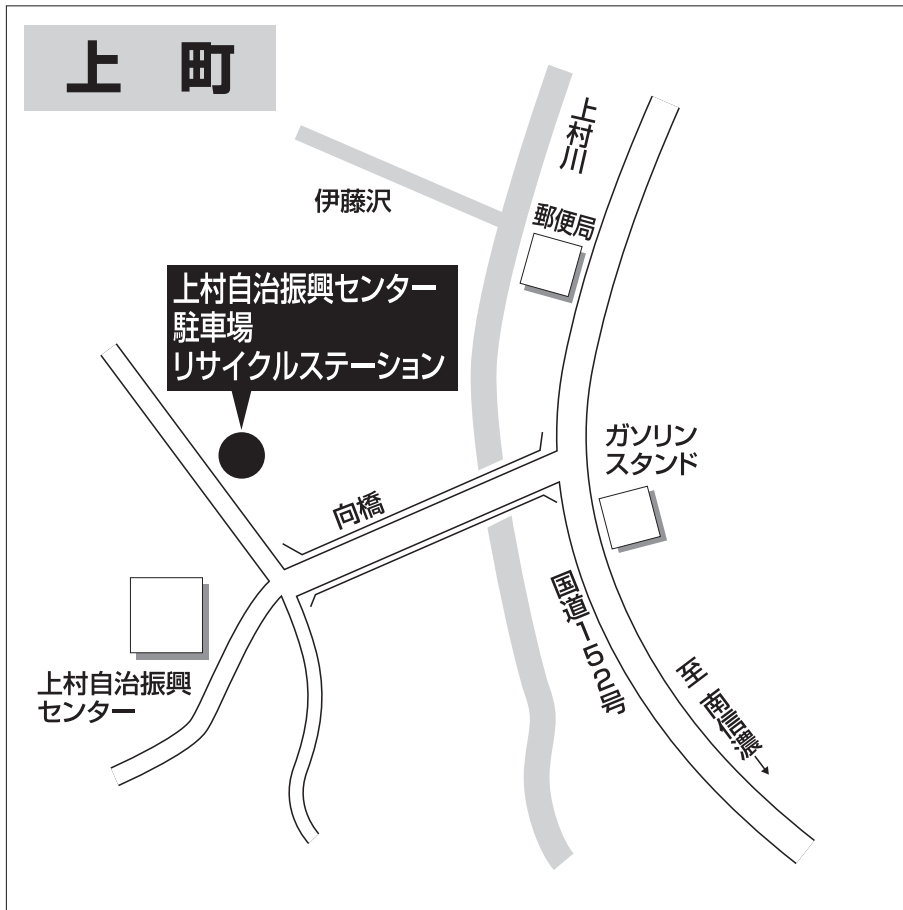 上 町
上村川
伊藤沢
郵便局
上村自治振興センター
駐車場
リサイクルステーション
ガソリン
スタンド
向橋
国道152号
上村自治振興
センター
至 南信濃→